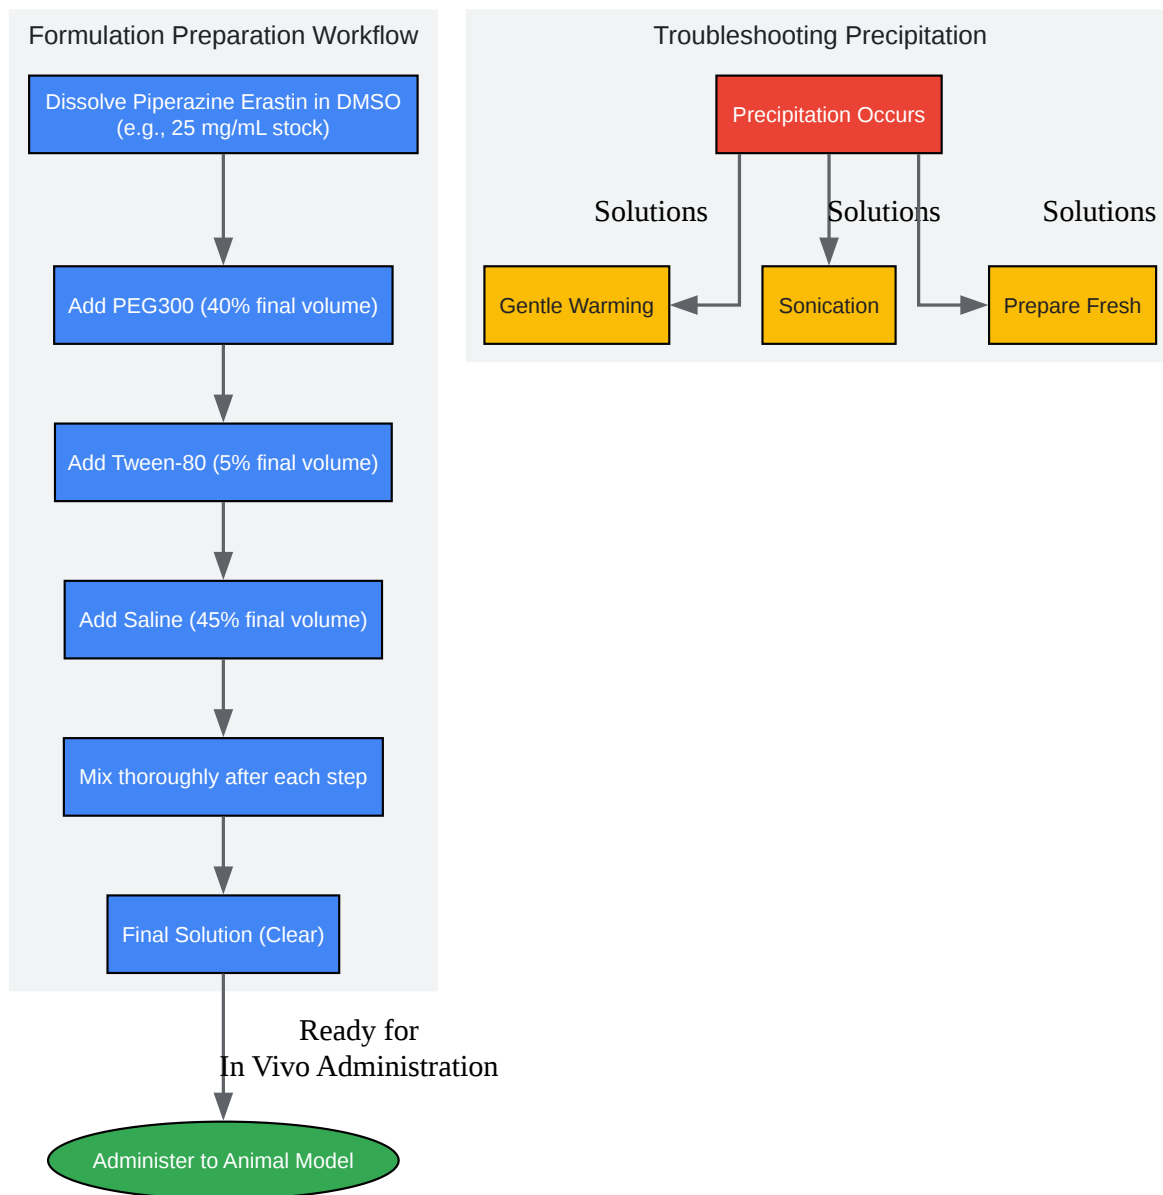 Formulation Preparation Workflow
Dissolve Piperazine Erastin in DMSO
(e.g., 25 mg/mL stock)
Add PEG300 (40% final volume)
Add Tween-80 (5% final volume)
Add Saline (45% final volume)
Mix thoroughly after each step
Final Solution (Clear)
Ready for
In Vivo Administration
Administer to Animal Model
Troubleshooting Precipitation
Precipitation Occurs
Solutions
Solutions
Solutions
Gentle Warming
Sonication
Prepare Fresh